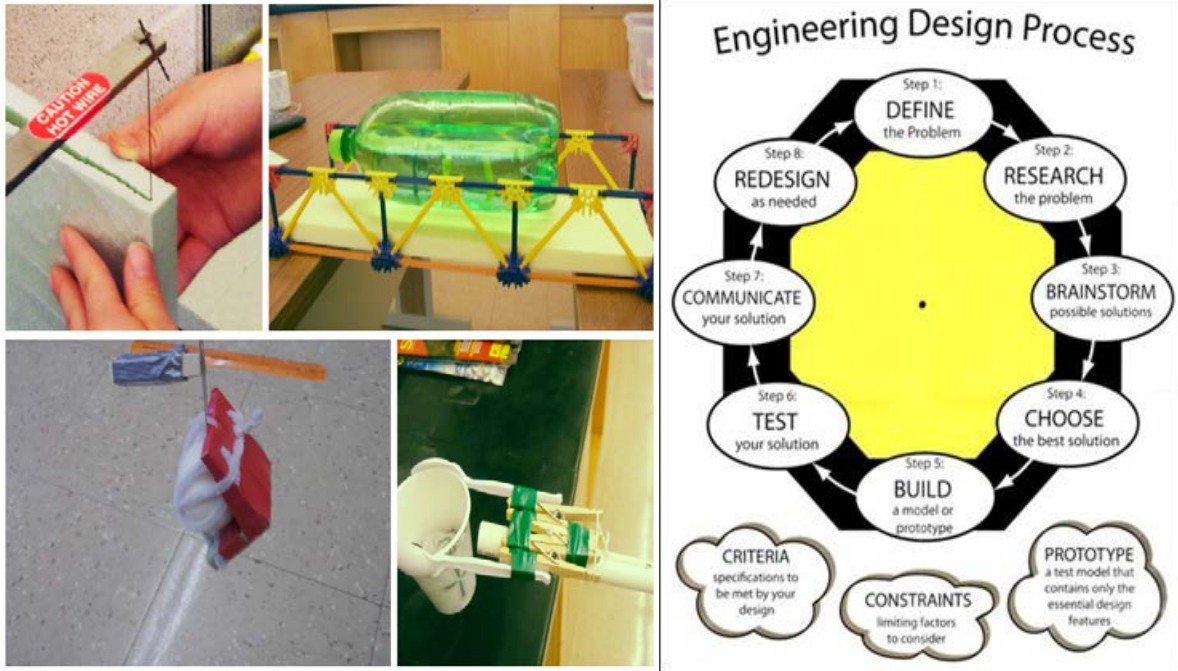 CAUTION
HOT WIRE
Engineering Design Process
Step 1:
DEFINE
the Problem
Step 2:
RESEARCH
the problem
Step 3:
BRAINSTORM
possible solutions
Step 4:
CHOOSE
the best solution
Step 5:
BUILD
a model or
prototype
Step 6:
TEST
your solution
Step 7:
COMMUNICATE
your solution
Step 8:
REDESIGN
as needed
CRITERIA
specifications to
be met by your
design
CONSTRAINTS
limiting factors
to consider
PROTOTYPE
a test model that
contains only the
essential design
features